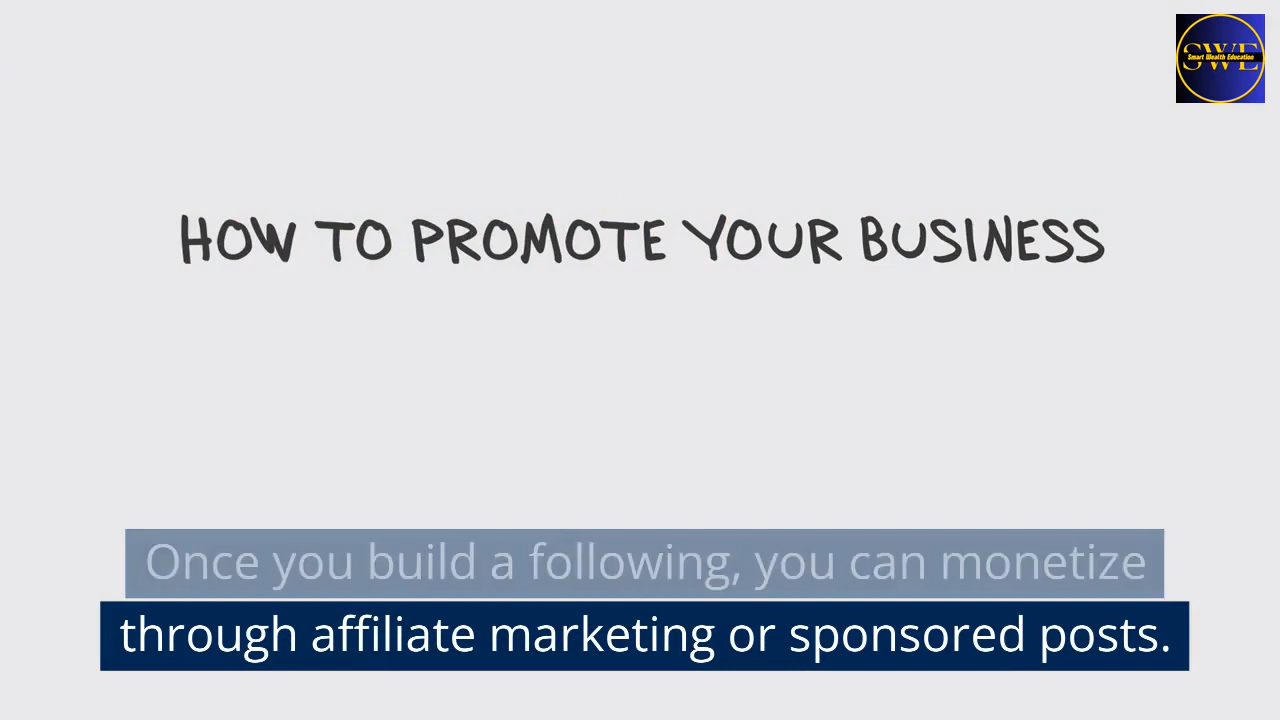 SWE
Smart Wealth Education
HOW TO PROMOTE YOUR BUSINESS
Once you build a following, you can monetize
through affiliate marketing or sponsored posts.